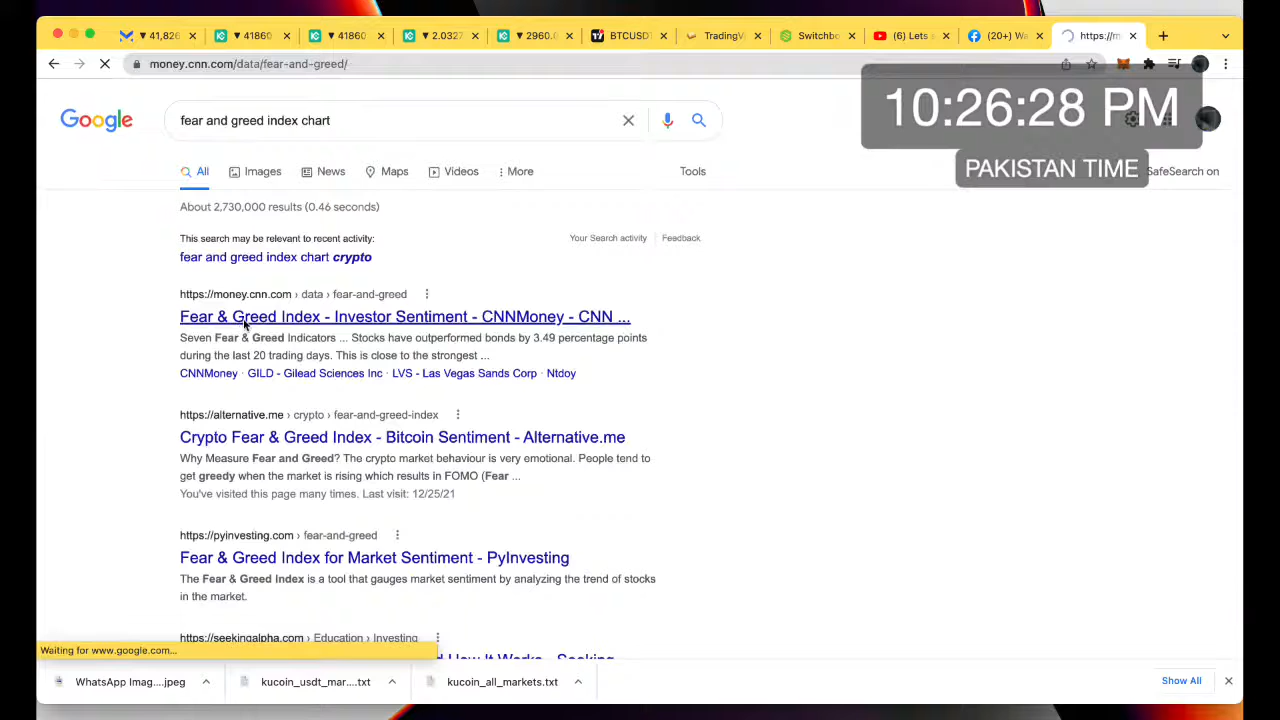 ▼ 41,826
▼ 41860
▼ 41860
▼ 2.0327
▼ 2960.0
BTCUSDT
TradingV
Switchbo
(6) Lets
(20+) Wa
https://m
money.cnn.com/data/fear-and-greed/
10:26:28 PM
PAKISTAN TIME
Google
fear and greed index chart
All
Images
News
Maps
Videos
More
Tools
SafeSearch on
About 2,730,000 results (0.46 seconds)
This search may be relevant to recent activity:
Your Search activity
Feedback
fear and greed index chart crypto
https://money.cnn.com › data › fear-and-greed
Fear & Greed Index - Investor Sentiment - CNNMoney - CNN ...
Seven Fear & Greed Indicators ... Stocks have outperformed bonds by 3.49 percentage points
during the last 20 trading days. This is close to the strongest ...
CNNMoney · GILD - Gilead Sciences Inc · LVS - Las Vegas Sands Corp · Ntdoy
https://alternative.me › crypto › fear-and-greed-index
Crypto Fear & Greed Index - Bitcoin Sentiment - Alternative.me
Why Measure Fear and Greed? The crypto market behaviour is very emotional. People tend to
get greedy when the market is rising which results in FOMO (Fear ...
You've visited this page many times. Last visit: 12/25/21
https://pyinvesting.com › fear-and-greed
Fear & Greed Index for Market Sentiment - PyInvesting
The Fear & Greed Index is a tool that gauges market sentiment by analyzing the trend of stocks
in the market.
https://seekingalpha.com › Education › Investing
How It Works - Seeking
Waiting for www.google.com...
WhatsApp Imag....jpeg
kucoin_usdt_mar....txt
kucoin_all_markets.txt
Show All